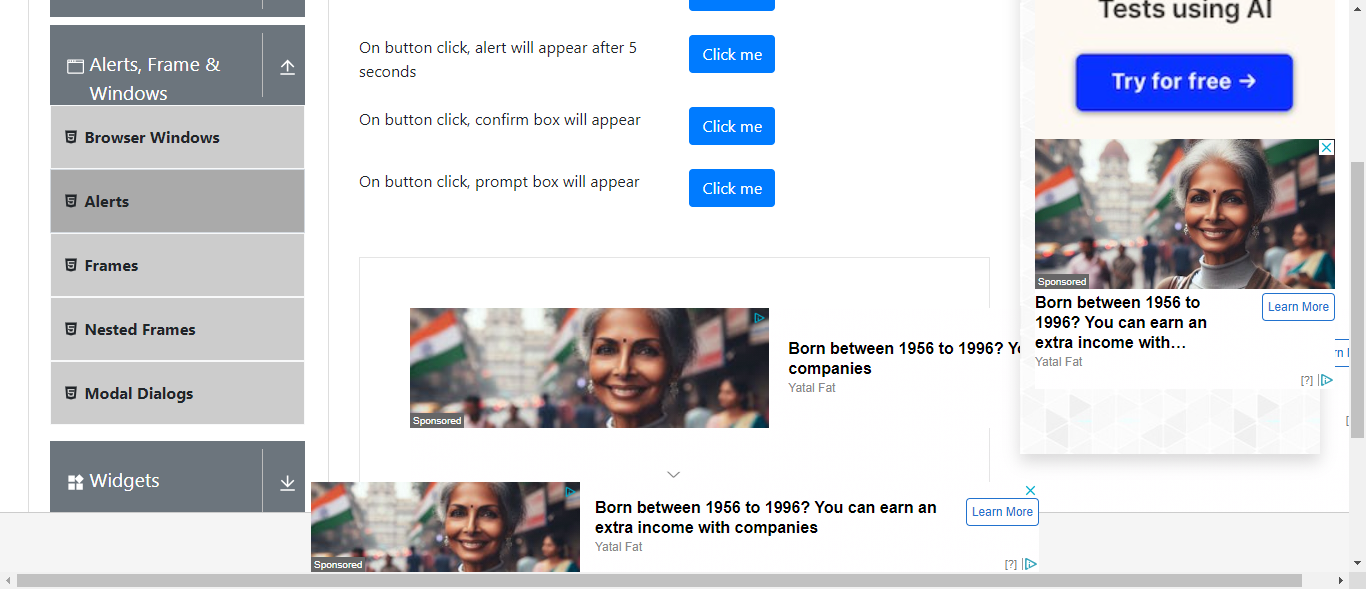 Alerts, Frame &
Windows
Browser Windows
Alerts
Frames
Nested Frames
Modal Dialogs
Widgets
On button click, alert will appear after 5
seconds
Click me
On button click, confirm box will appear
Click me
On button click, prompt box will appear
Click me
Sponsored
Born between 1956 to 1996? Yo
companies
Yatal Fat
Sponsored
Born between 1956 to 1996? You can earn an
extra income with companies
Yatal Fat
Learn More
[?]
Tests using AI
Try for free →
Sponsored
Born between 1956 to
1996? You can earn an
extra income with...
Yatal Fat
Learn More
[?]